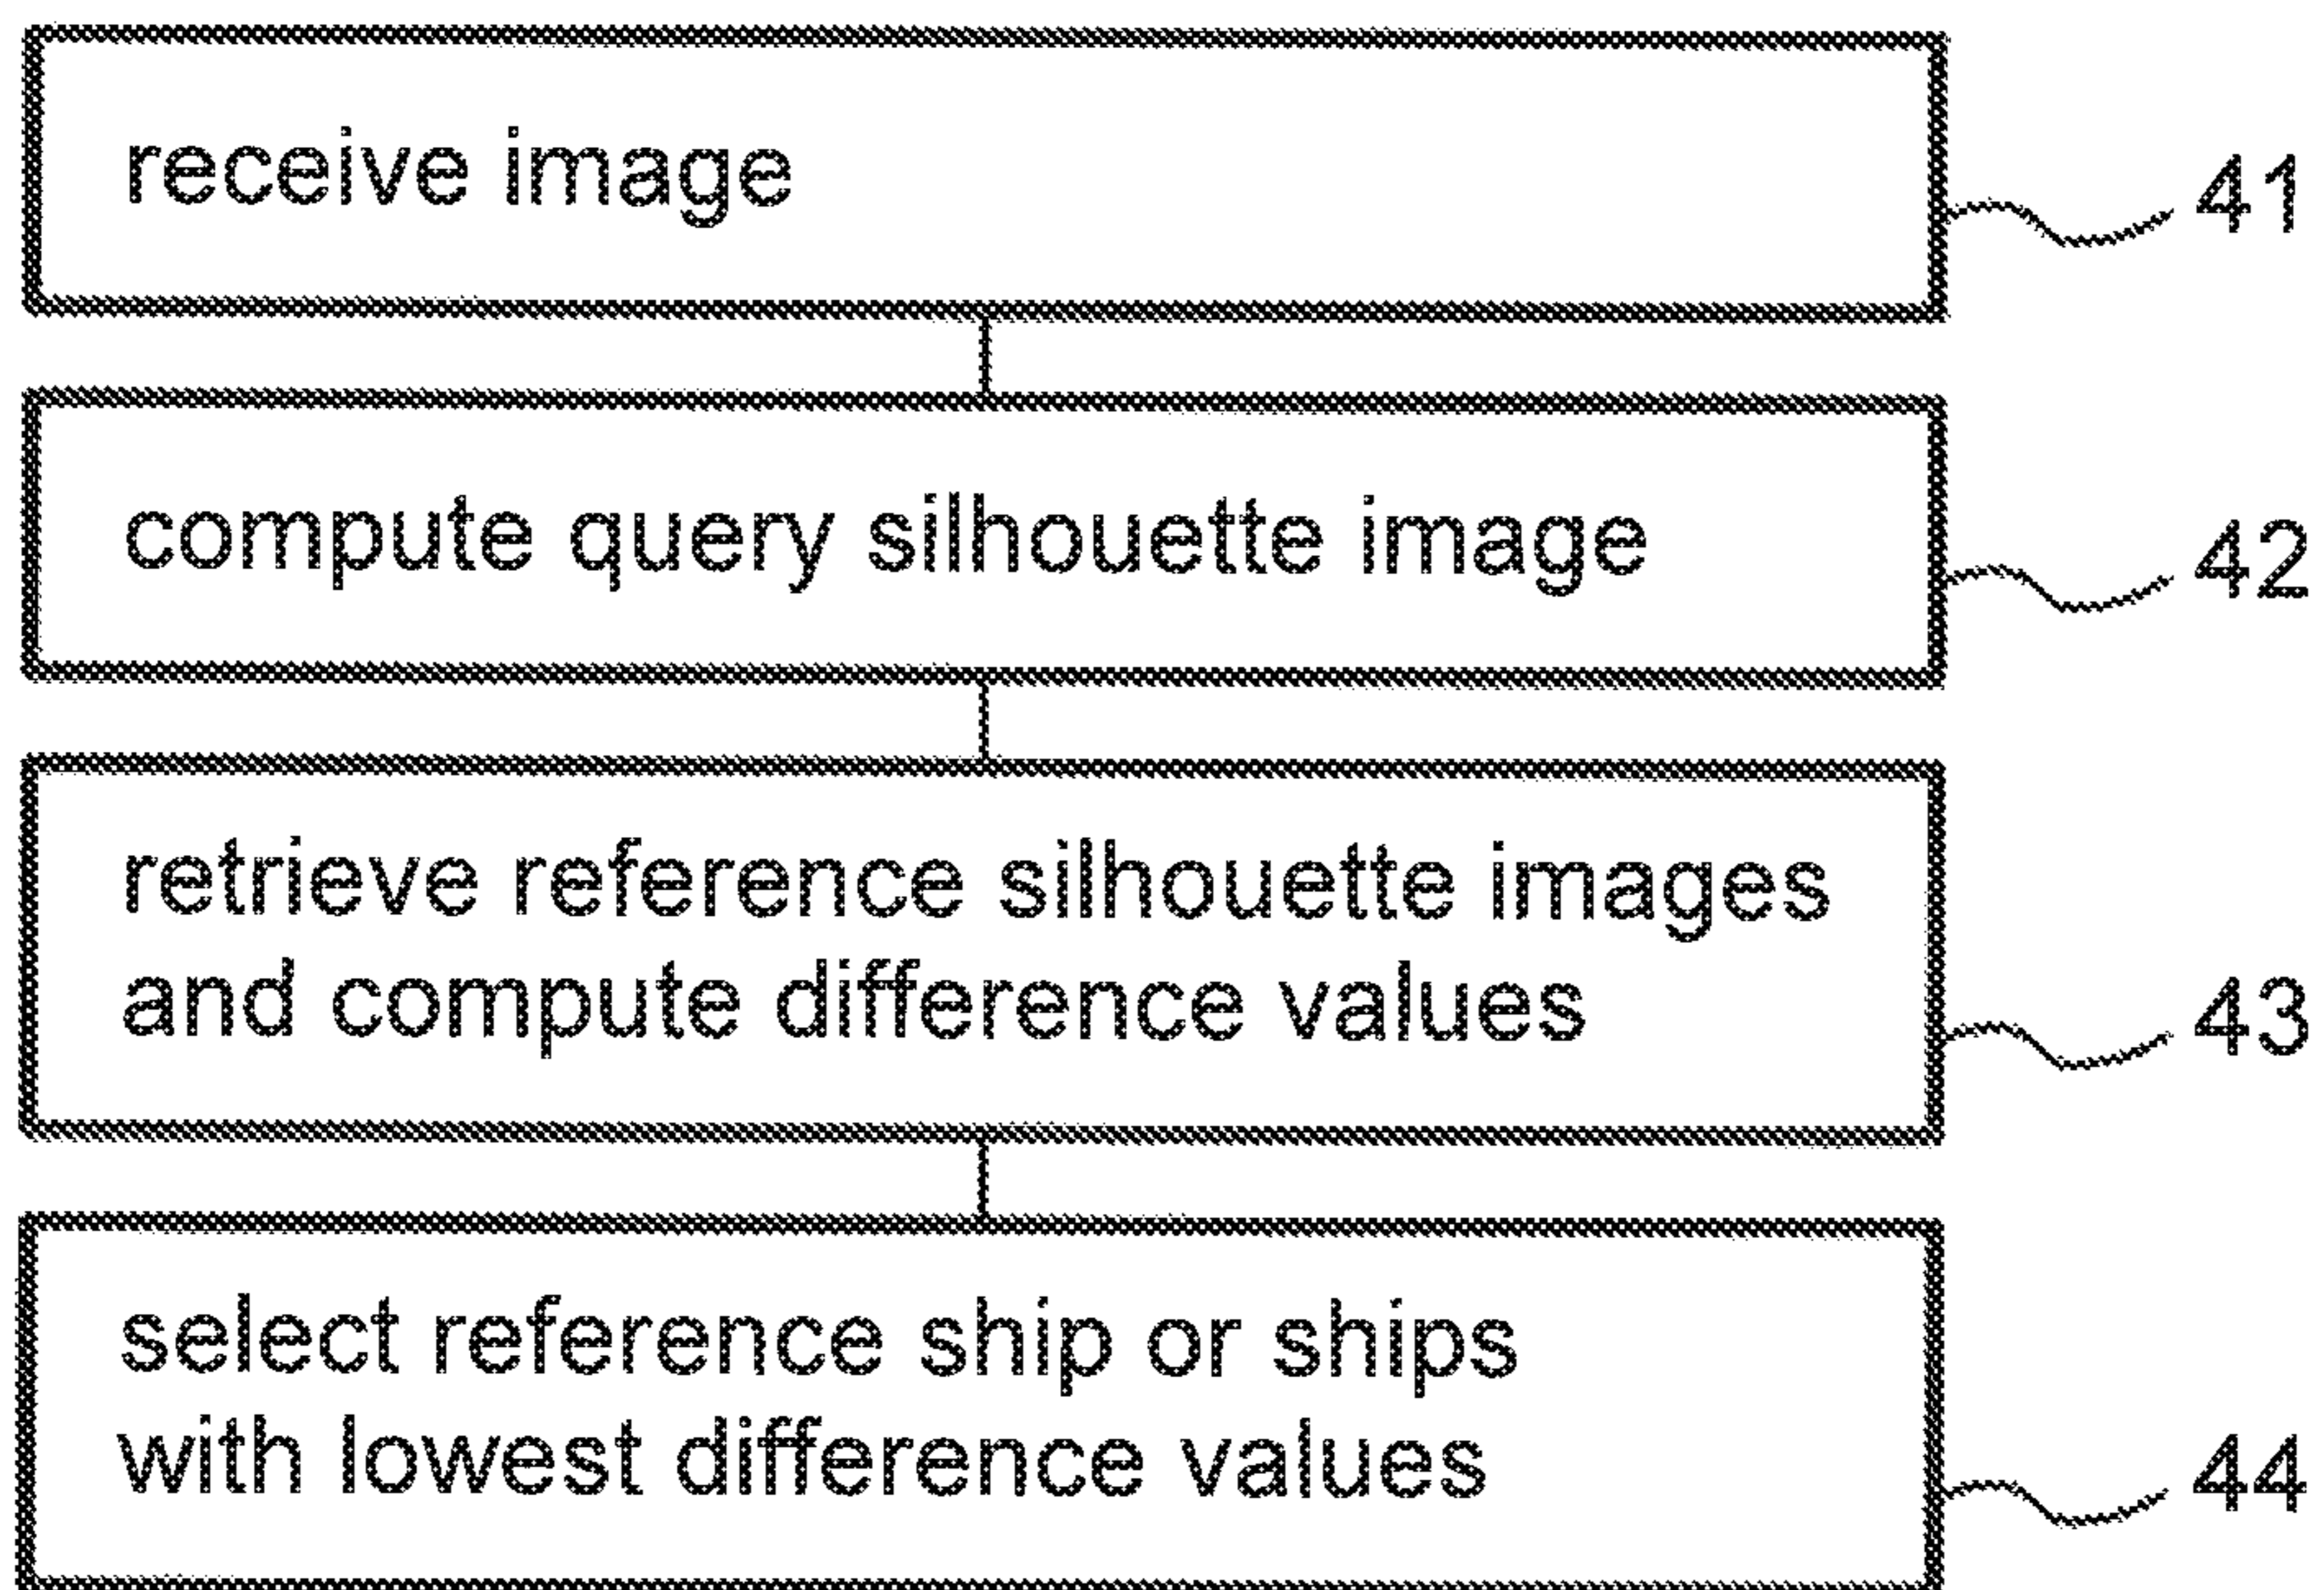 receive image
41
compute query silhouette image
42
retrieve reference silhouette images
and compute difference values
43
select reference ship or ships
with lowest difference values
44